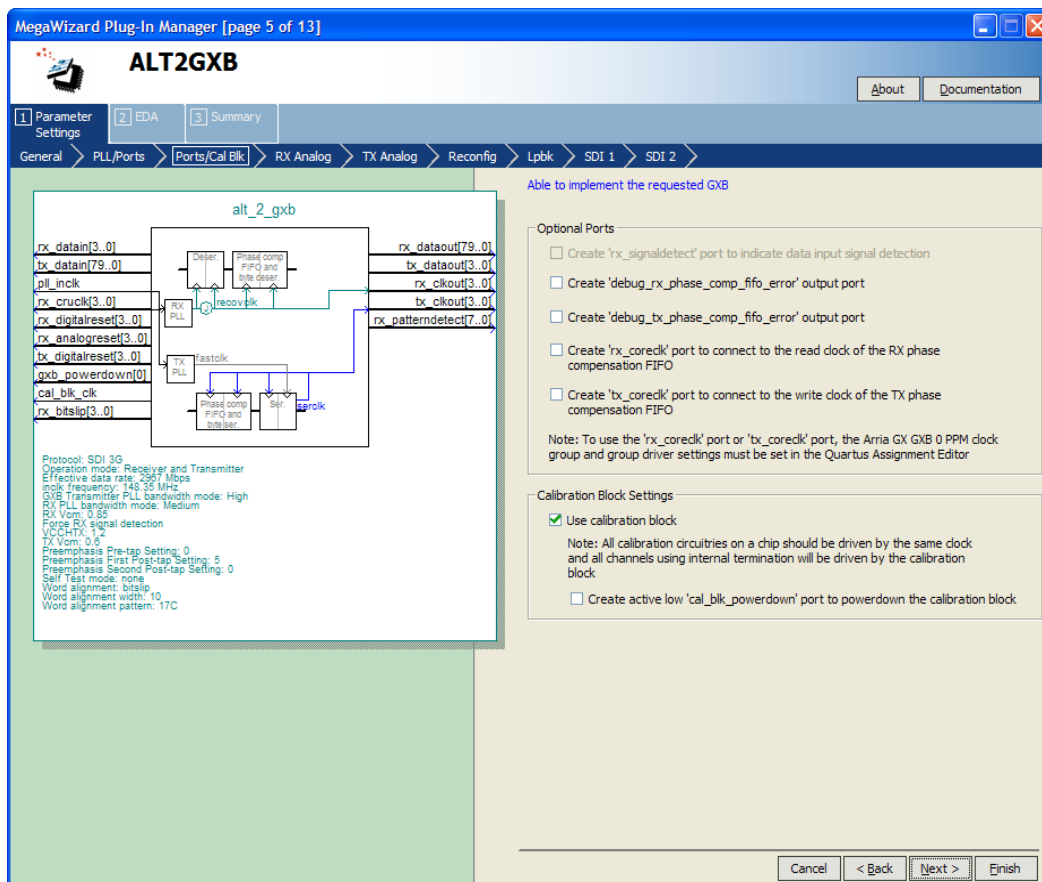 MegaWizard Plug-In Manager [page 5 of 13]
ALT2GXB
About
Documentation
1 Parameter
Settings
2 EDA
3 Summary
General
PLL/Ports
Ports/Cal Blk
RX Analog
TX Analog
Reconfig
Lpbk
SDI 1
SDI 2
alt_2_gxb
rx_datain[3..0]
tx_datain[79..0]
pll_inclk
rx_cruclk[3..0]
rx_digitalreset[3..0]
rx_analogreset[3..0]
tx_digitalreset[3..0]
gxb_powerdown[0]
cal_blk_clk
rx_bitslip[3..0]
Deser.
Phase comp
FIFO and
byte deser.
RX
PLL
recovclk
TX
PLL
fastclk
Phase comp
FIFO and
byte ser.
Ser.
serclk
rx_dataout[79..0]
tx_dataout[3..0]
rx_clkout[3..0]
tx_clkout[3..0]
rx_patterndetect[7..0]
Protocol: SDI 3G
Operation mode: Receiver and Transmitter
Effective data rate: 2967 Mbps
inclk frequency: 148.35 MHz
GXB Transmitter PLL bandwidth mode: High
RX PLL bandwidth mode: Medium
RX Vcm: 0.85
Force RX signal detection
VCCHTX: 1.2
TX Vcm: 0.6
Preemphasis Pre-tap Setting: 0
Preemphasis First Post-tap Setting: 5
Preemphasis Second Post-tap Setting: 0
Self Test mode: none
Word alignment: bitslip
Word alignment width: 10
Word alignment pattern: 17C
Able to implement the requested GXB
Optional Ports
Create 'rx_signaldetect' port to indicate data input signal detection
Create 'debug_rx_phase_comp_fifo_error' output port
Create 'debug_tx_phase_comp_fifo_error' output port
Create 'rx_coreclk' port to connect to the read clock of the RX phase
compensation FIFO
Create 'tx_coreclk' port to connect to the write clock of the TX phase
compensation FIFO
Note: To use the 'rx_coreclk' port or 'tx_coreclk' port, the Arria GX GXB 0 PPM clock
group and group driver settings must be set in the Quartus Assignment Editor
Calibration Block Settings
Use calibration block
Note: All calibration circuitries on a chip should be driven by the same clock
and all channels using internal termination will be driven by the calibration
block
Create active low 'cal_blk_powerdown' port to powerdown the calibration block
Cancel
< Back
Next >
Finish